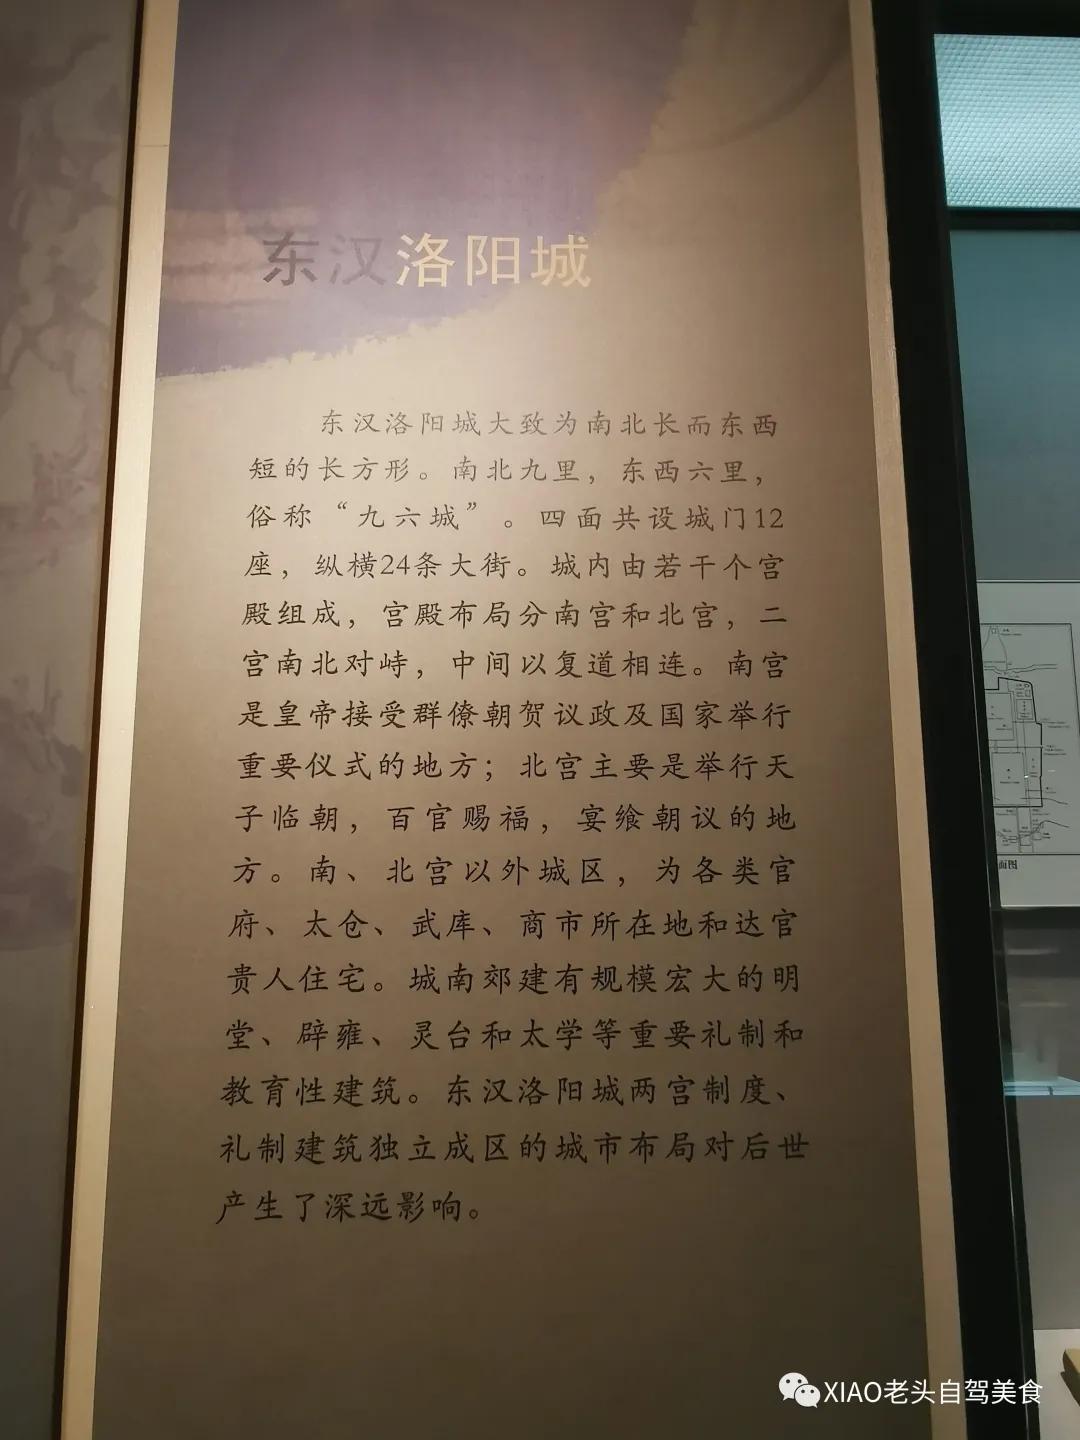 东汉洛阳城
东汉洛阳城大致为南北长而东西
短的长方形。南北九里，东西六里，
俗称“九六城”。四面共设城门12
座，纵横24条大街。城内由若干个宫
殿组成，宫殿布局分南宫和北宫，二
宫南北对峙，中间以复道相连。南宫
是皇帝接受群僚朝贺议政及国家举行
重要仪式的地方；北宫主要是举行天
子临朝，百官赐福，宴飨朝议的地
方。南、北宫以外城区，为各类官
府、太仓、武库、商市所在地和达官
贵人住宅。城南郊建有规模宏大的明
堂、辟雍、灵台和太学等重要礼制和
教育性建筑。东汉洛阳城两宫制度、
礼制建筑独立成区的城市布局对后世
产生了深远影响。
XIAO老头自驾美食